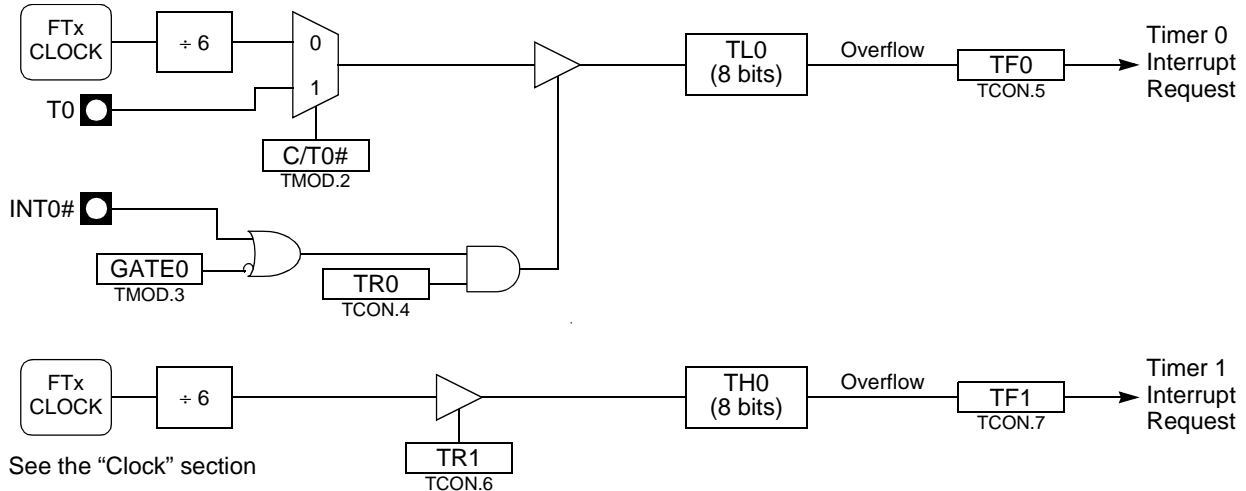 FTx
CLOCK
÷ 6
0
1
T0
C/T0#
TMOD.2
TL0
(8 bits)
Overflow
TF0
TCON.5
Timer 0
Interrupt
Request
INT0#
GATE0
TMOD.3
TR0
TCON.4
FTx
CLOCK
÷ 6
TR1
TCON.6
TH0
(8 bits)
Overflow
TF1
TCON.7
Timer 1
Interrupt
Request
See the “Clock” section